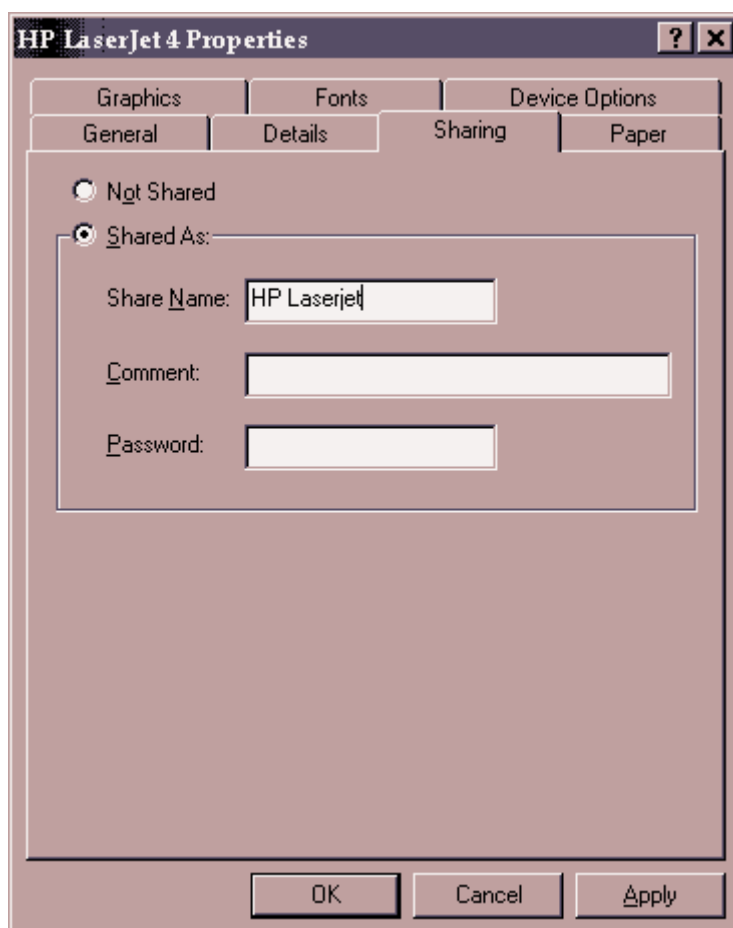 HP LaserJet 4 Properties ? ×
Graphics Fonts Device Options
General Details Sharing Paper
Not Shared
Shared As:
Share Name: HP Laserjet
Comment:
Password:
OK Cancel Apply